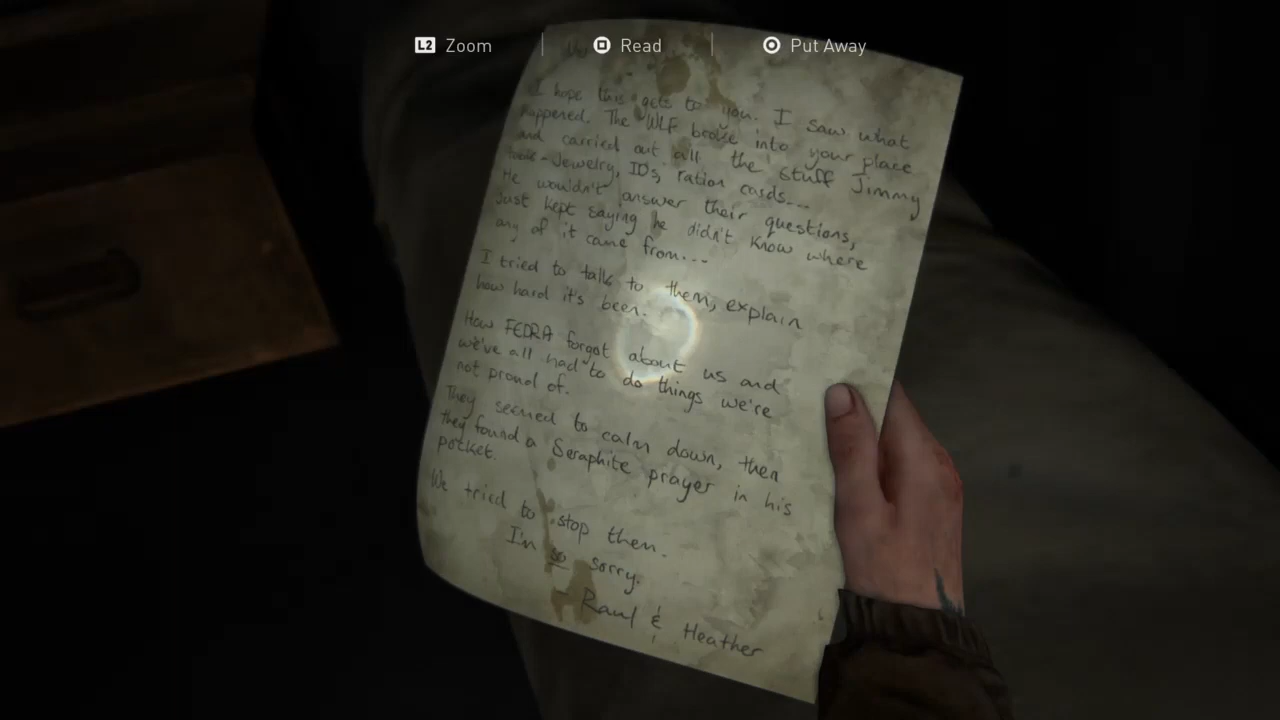 L2 Zoom
Read
Put Away
I hope this gets to you. I saw what
happened. The WLF broke into your place
and carried out all the stuff Jimmy
took - Jewelry, IDs, ration cards...
He wouldn't answer their questions,
Just kept saying he didn't know where
any of it came from...
I tried to talk to them, explain
how hard it's been.
How FEDRA forgot about us and
we've all had to do things we're
not proud of.
They seemed to calm down, then
they found a Seraphite prayer in his
pocket.
We tried to stop them.
I'm so sorry.
- Raul & Heather